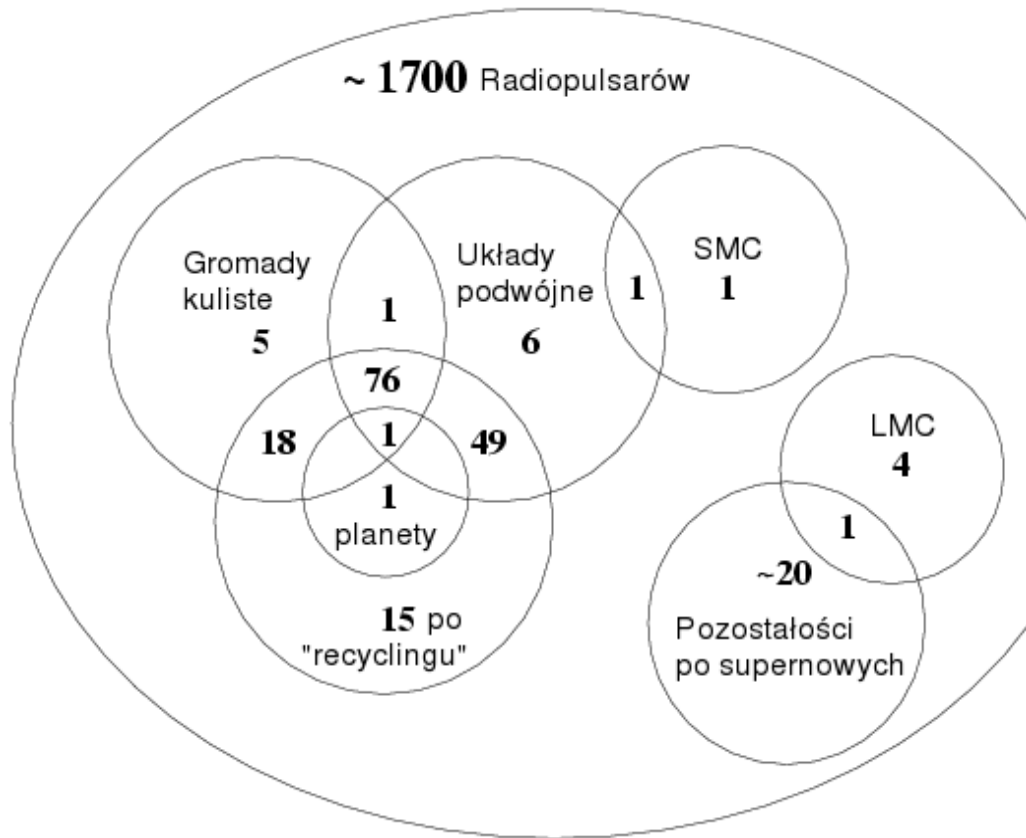 ~ 1700 Radiopulsarów
Gromady
kuliste
5
1
Układy
podwójne
6
1
SMC
1
76
18
1
49
1
planety
15 po
"recyclingu"
LMC
4
1
~20
Pozostałości
po supernowych